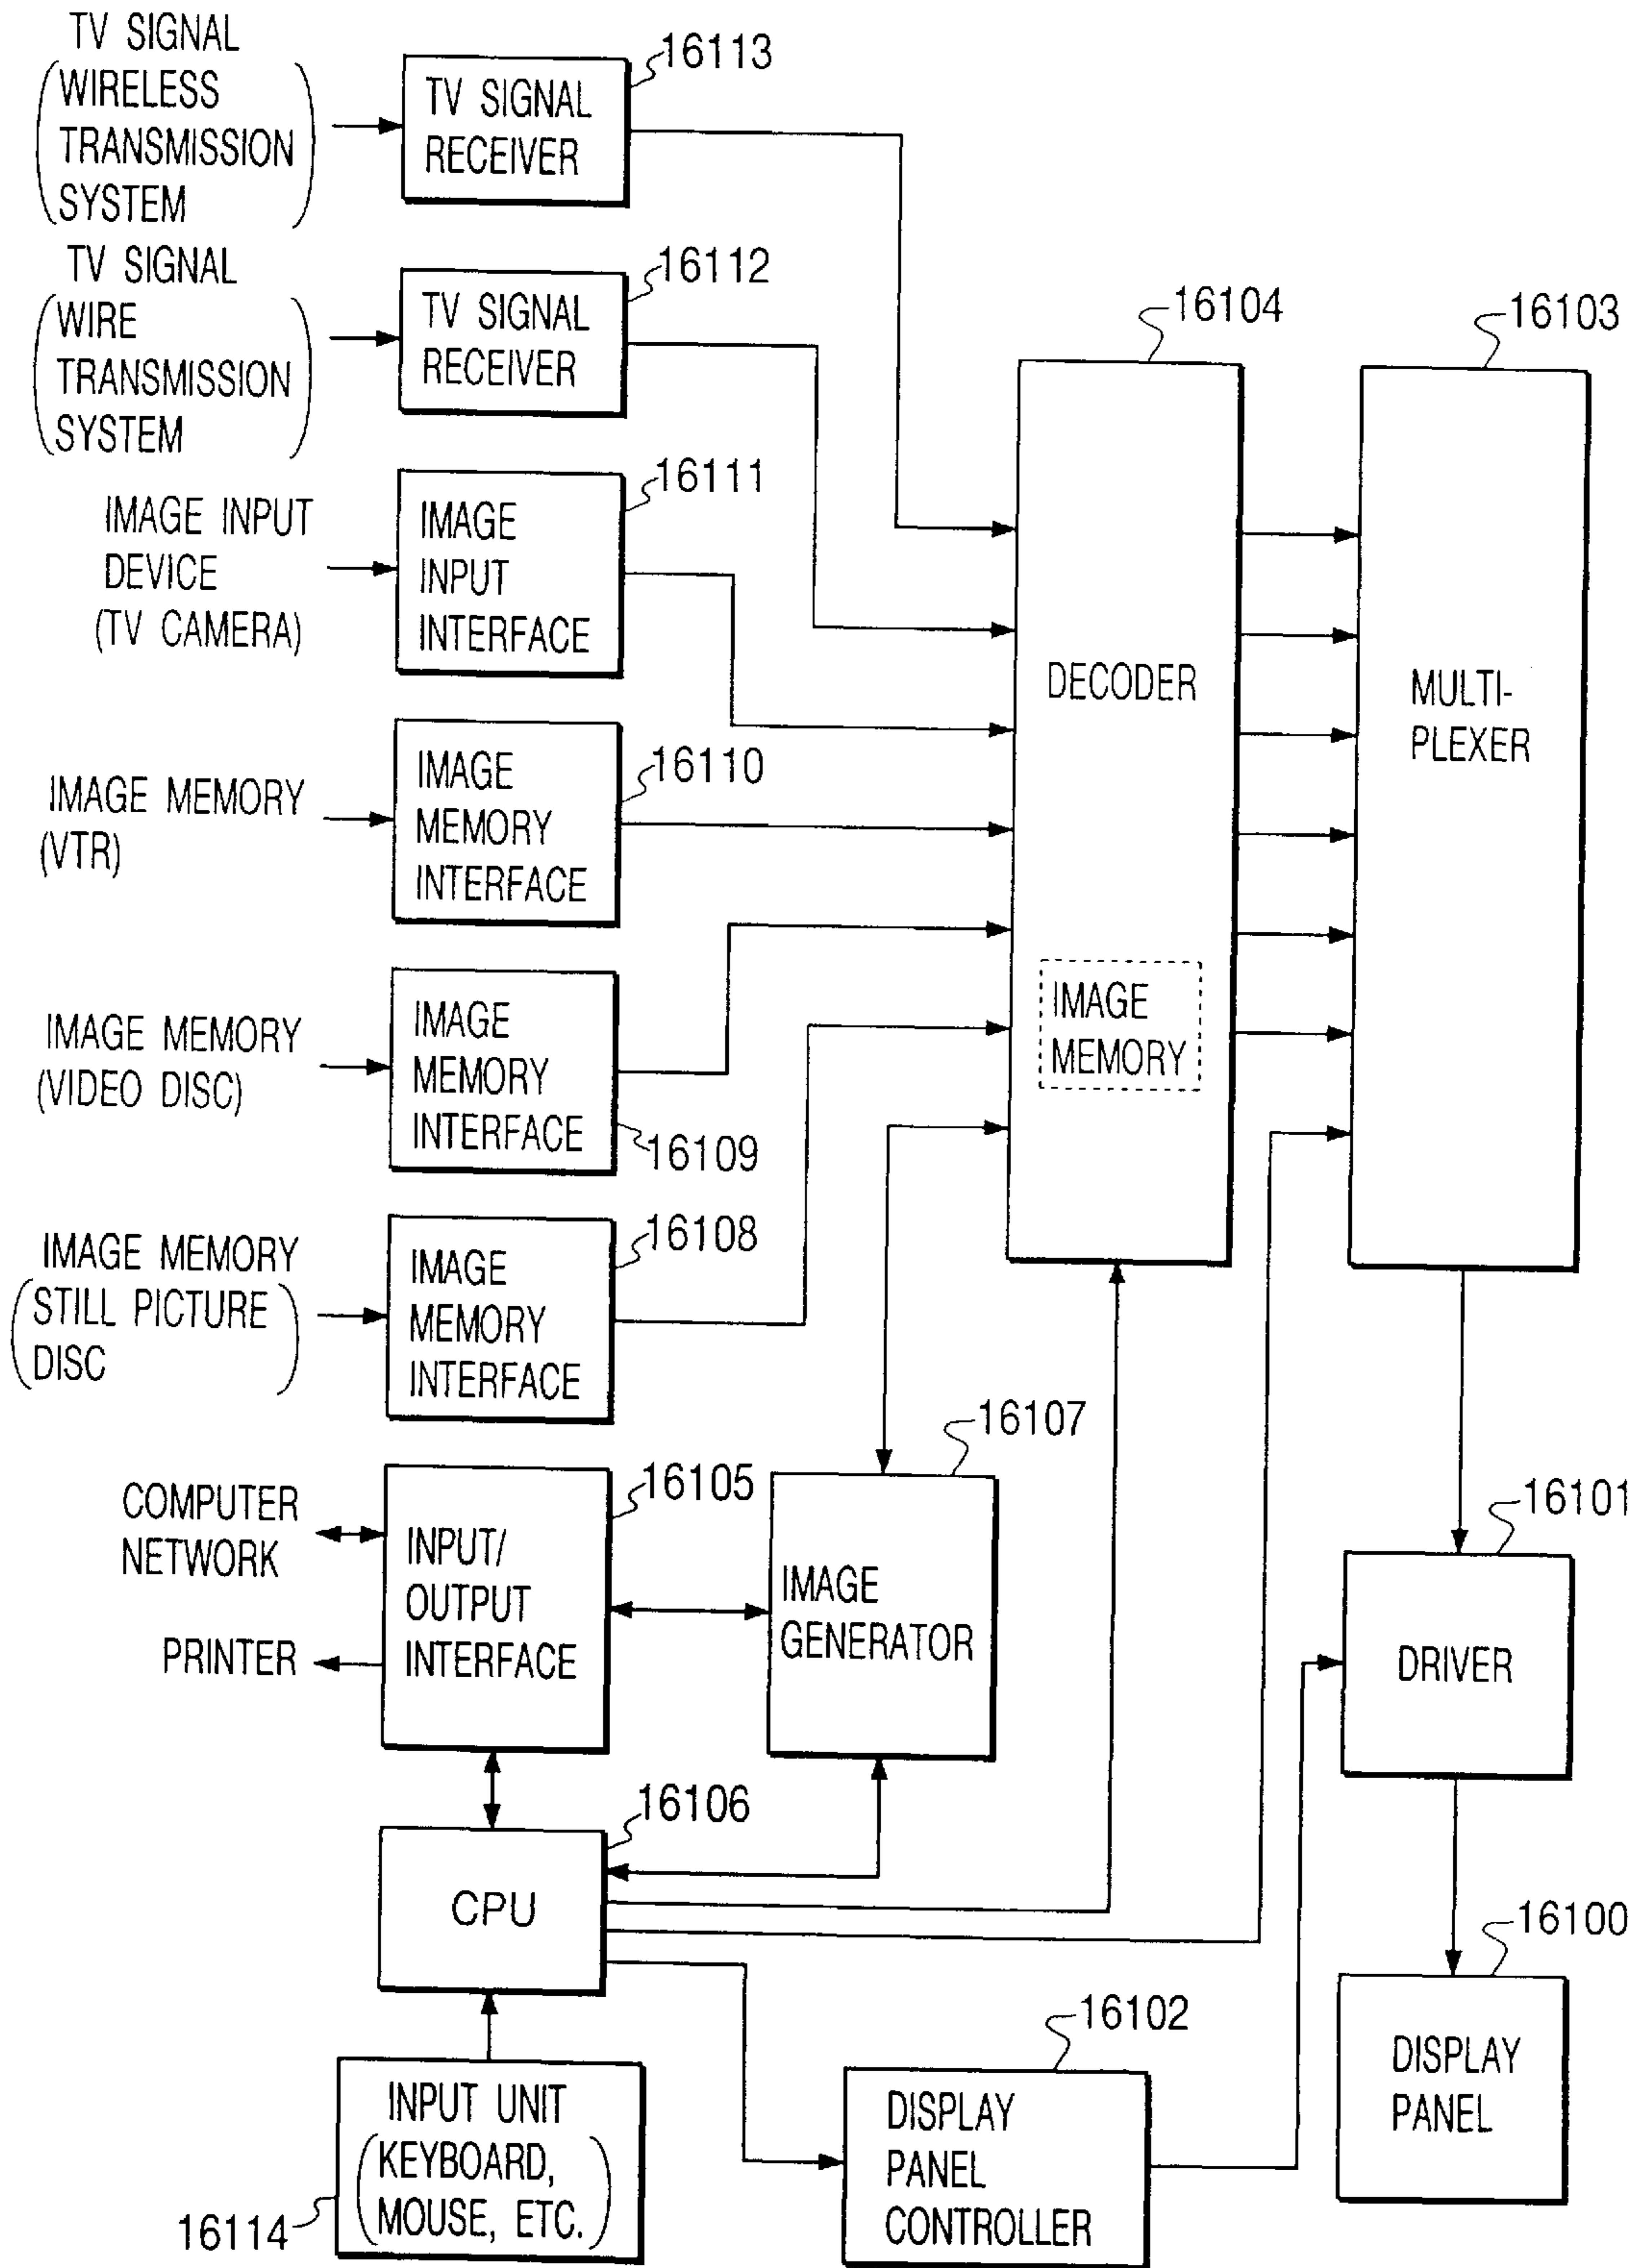 TV SIGNAL
WIRELESS
TRANSMISSION
SYSTEM
TV SIGNAL
RECEIVER
16113
TV SIGNAL
WIRE
TRANSMISSION
SYSTEM
TV SIGNAL
RECEIVER
16112
IMAGE INPUT
DEVICE
(TV CAMERA)
IMAGE
INPUT
INTERFACE
16111
IMAGE MEMORY
(VTR)
IMAGE
MEMORY
INTERFACE
16110
IMAGE MEMORY
(VIDEO DISC)
IMAGE
MEMORY
INTERFACE
16109
IMAGE MEMORY
(STILL PICTURE
DISC)
IMAGE
MEMORY
INTERFACE
16108
16104
DECODER
IMAGE
MEMORY
16103
MULTI-
PLEXER
COMPUTER
NETWORK
PRINTER
INPUT/
OUTPUT
INTERFACE
16105
IMAGE
GENERATOR
16107
16101
DRIVER
CPU
16106
16100
DISPLAY
PANEL
INPUT UNIT
(KEYBOARD,
MOUSE, ETC.)
16114
16102
DISPLAY
PANEL
CONTROLLER